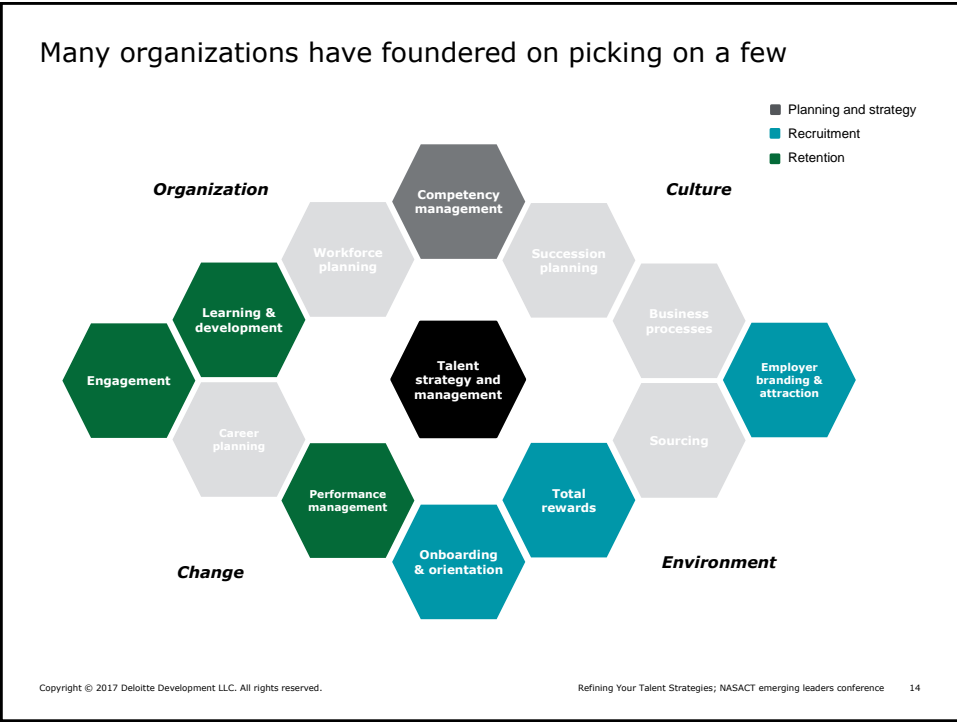 Many organizations have foundered on picking on a few
Planning and strategy
Recruitment
Retention
Organization
Culture
Competency
management
Workforce
planning
Succession
planning
Learning &
development
Business
processes
Engagement
Talent
strategy and
management
Employer
branding &
attraction
Career
planning
Sourcing
Performance
management
Total
rewards
Onboarding
& orientation
Change
Environment
Copyright © 2017 Deloitte Development LLC. All rights reserved.
Refining Your Talent Strategies; NASACT emerging leaders conference 14